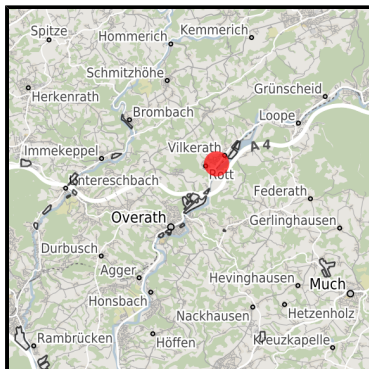 Spitze
Hommerich
Kemmerich
Schmitzhöhe
Herkenrath
Grünscheid
Brombach
Loope
Immekeppel
Vilkerath
A 4
Rott
Untereschbach
Federath
Overath
Gerlinghausen
Durbusch
Agger
Hevinghausen
Much
Honsbach
Nackhausen
Hetzenholz
Rambrücken
Höffen
Kreuzkapelle